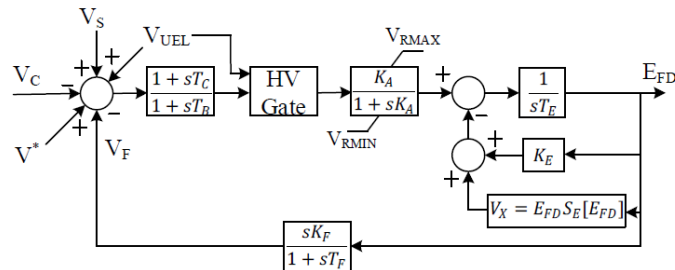 V_S
V_UEL
V_C
V*
V_F
1 + sT_C
1 + sT_B
HV
Gate
V_RMAX
K_A
1 + sK_A
V_RMIN
1
sT_E
E_FD
K_E
V_X = E_FD S_E[E_FD]
sK_F
1 + sT_F